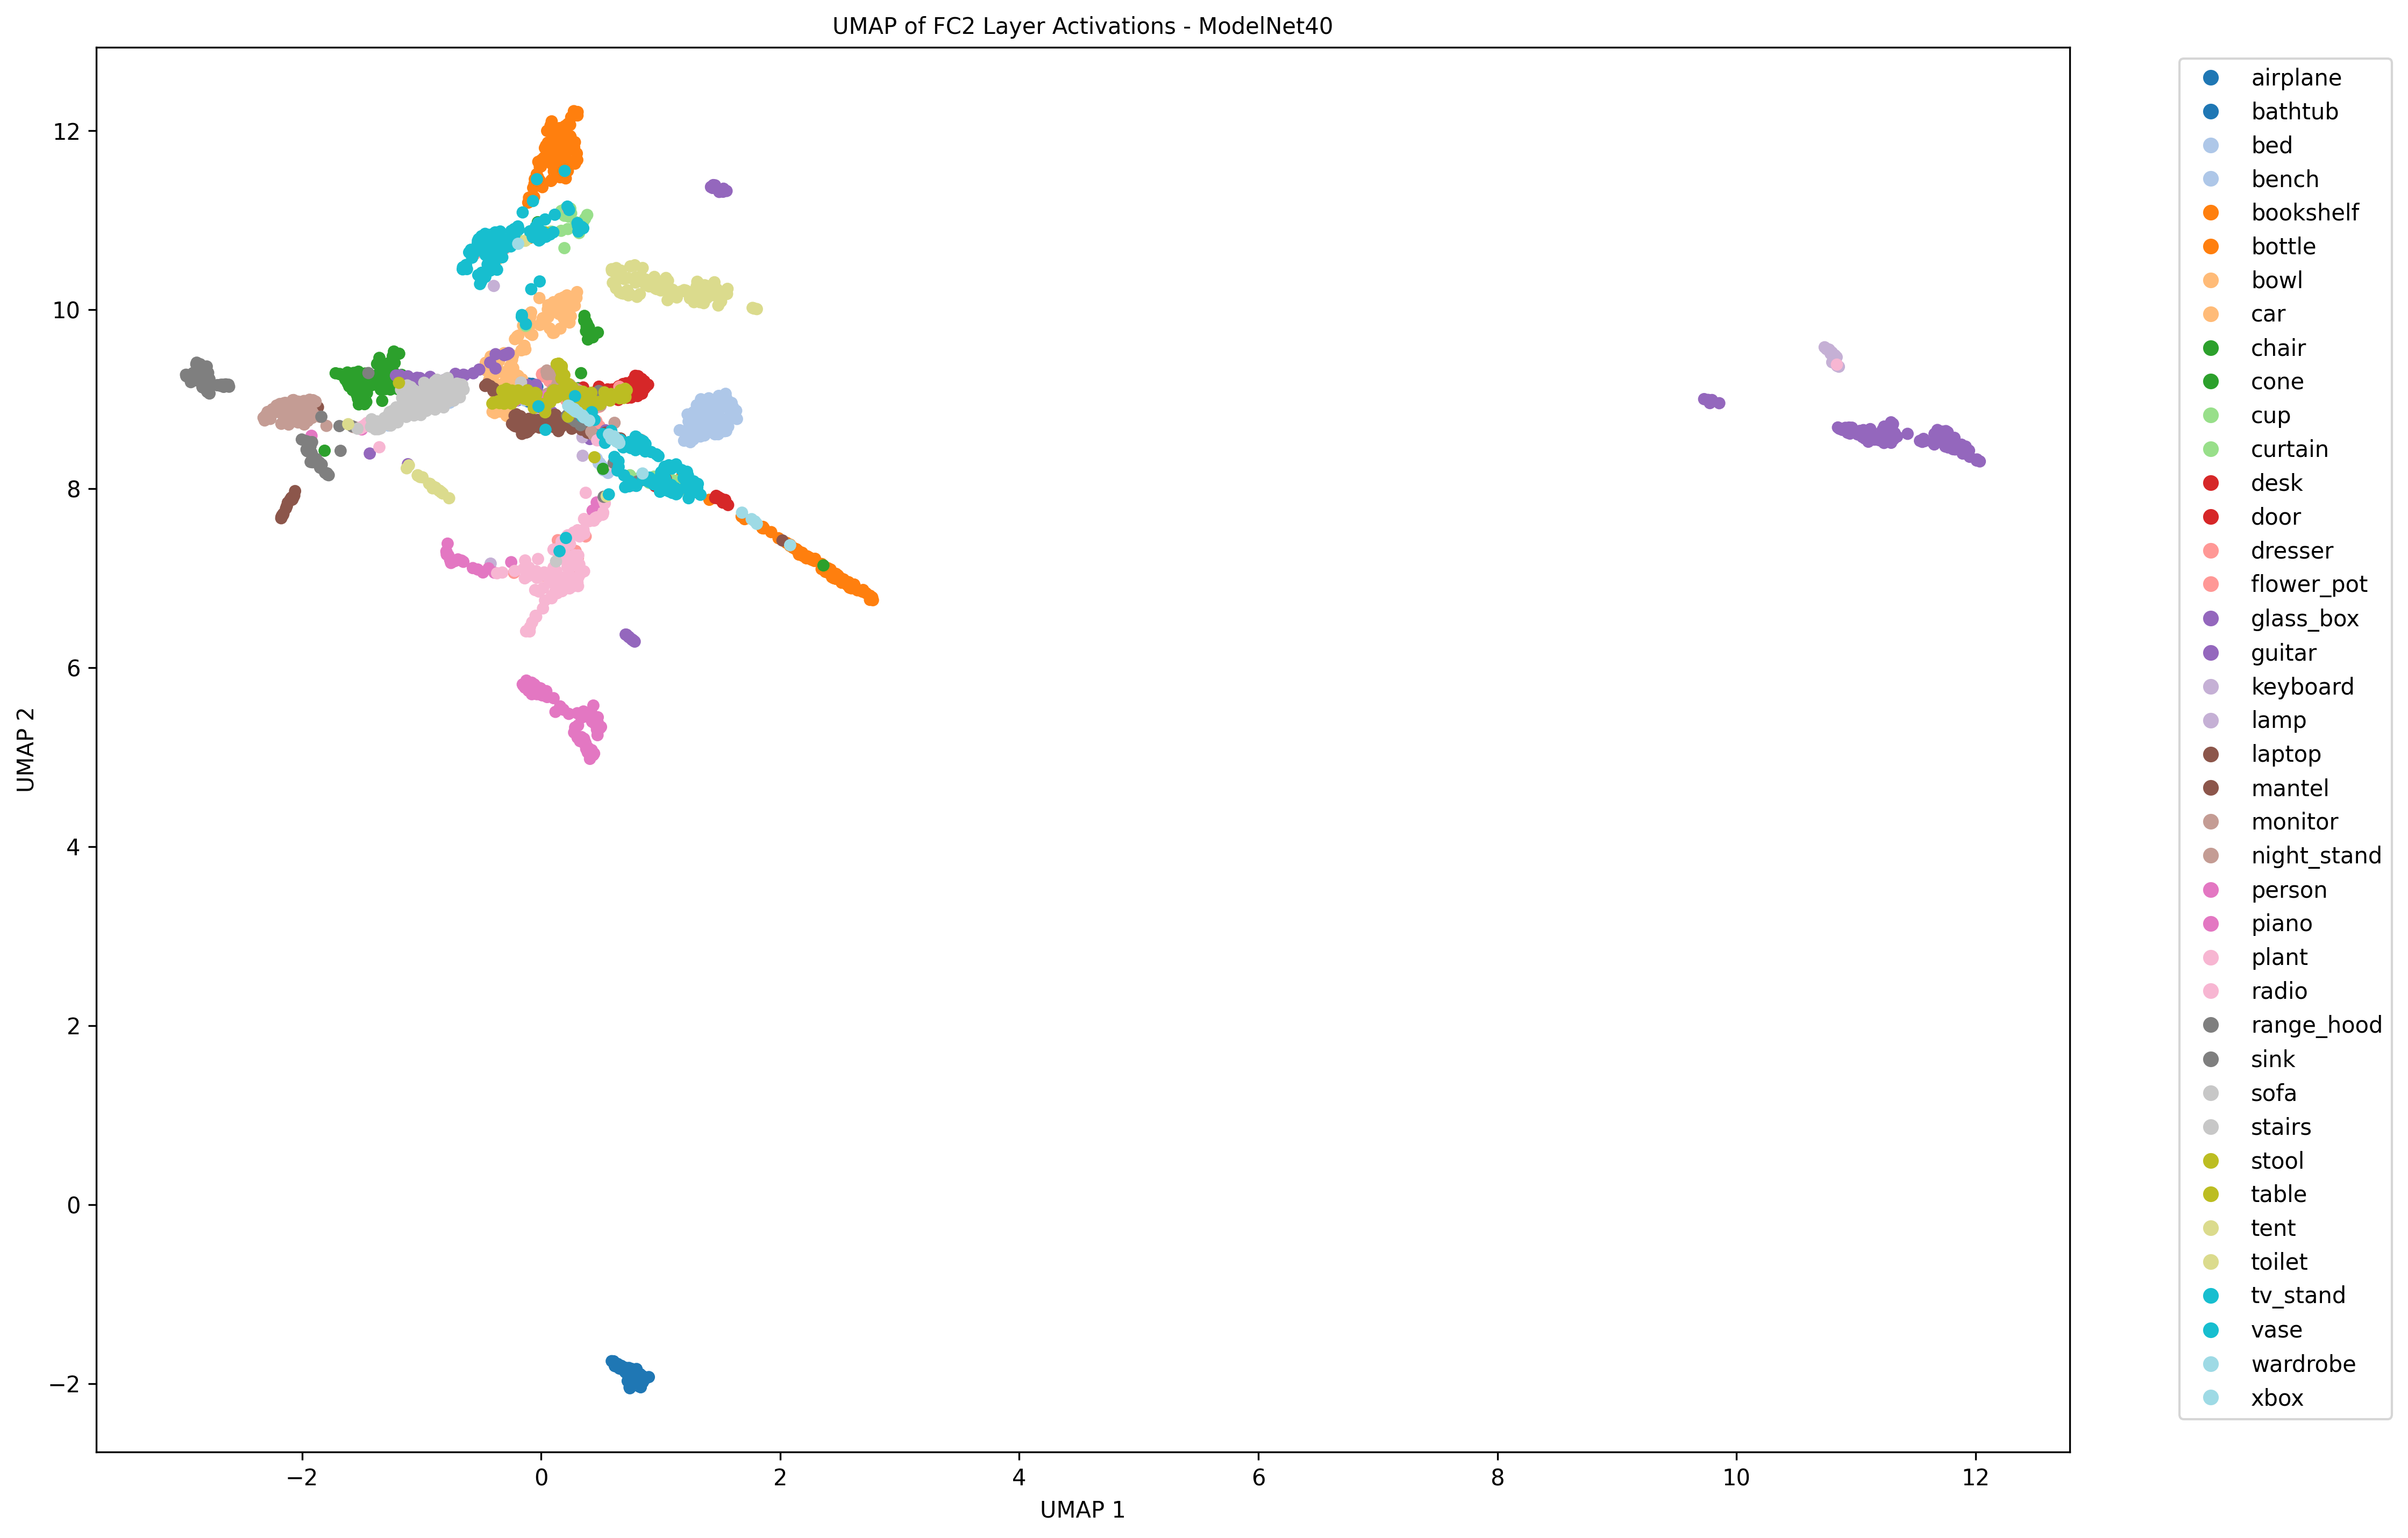 UMAP of FC2 Layer Activations - ModelNet40
UMAP 2
12
10
8
6
4
2
0
−2
−2
0
2
4
6
8
10
12
UMAP 1
airplane
bathtub
bed
bench
bookshelf
bottle
bowl
car
chair
cone
cup
curtain
desk
door
dresser
flower_pot
glass_box
guitar
keyboard
lamp
laptop
mantel
monitor
night_stand
person
piano
plant
radio
range_hood
sink
sofa
stairs
stool
table
tent
toilet
tv_stand
vase
wardrobe
xbox